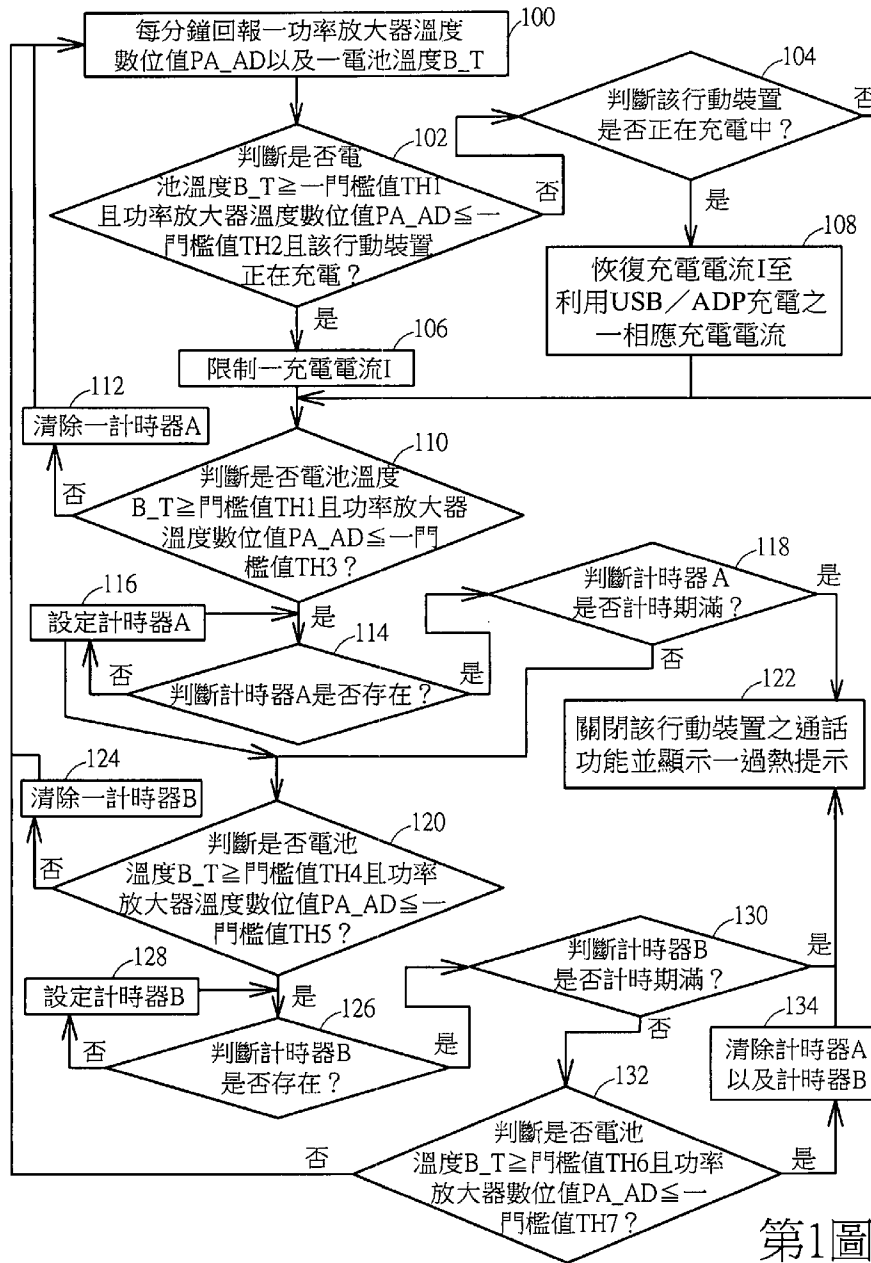 100
每分鐘回報一功率放大器溫度
數位值PA_AD以及一電池溫度B_T
104
判斷該行動裝置
是否正在充電中？
否
是
102
判斷是否電
池溫度B_T≧一門檻值TH1
且功率放大器溫度數位值PA_AD≦一
門檻值TH2且該行動裝置
正在充電？
否
是
108
恢復充電電流I至
利用USB／ADP充電之
一相應充電電流
106
限制一充電電流I
112
清除一計時器A
否
110
判斷是否電池溫度
B_T≧門檻值TH1且功率放大器
溫度數位值PA_AD≦一門
檻值TH3？
是
118
判斷計時器A
是否計時期滿？
是
否
116
設定計時器A
否
114
判斷計時器A是否存在？
是
122
關閉該行動裝置之通話
功能並顯示一過熱提示
124
清除一計時器B
否
120
判斷是否電池
溫度B_T≧門檻值TH4且功率
放大器溫度數位值PA_AD≦一
門檻值TH5？
是
130
判斷計時器B
是否計時期滿？
是
否
128
設定計時器B
否
126
判斷計時器B
是否存在？
是
134
清除計時器A
以及計時器B
132
判斷是否電池
溫度B_T≧門檻值TH6且功率
放大器數位值PA_AD≦一
門檻值TH7？
否
是
第1圖